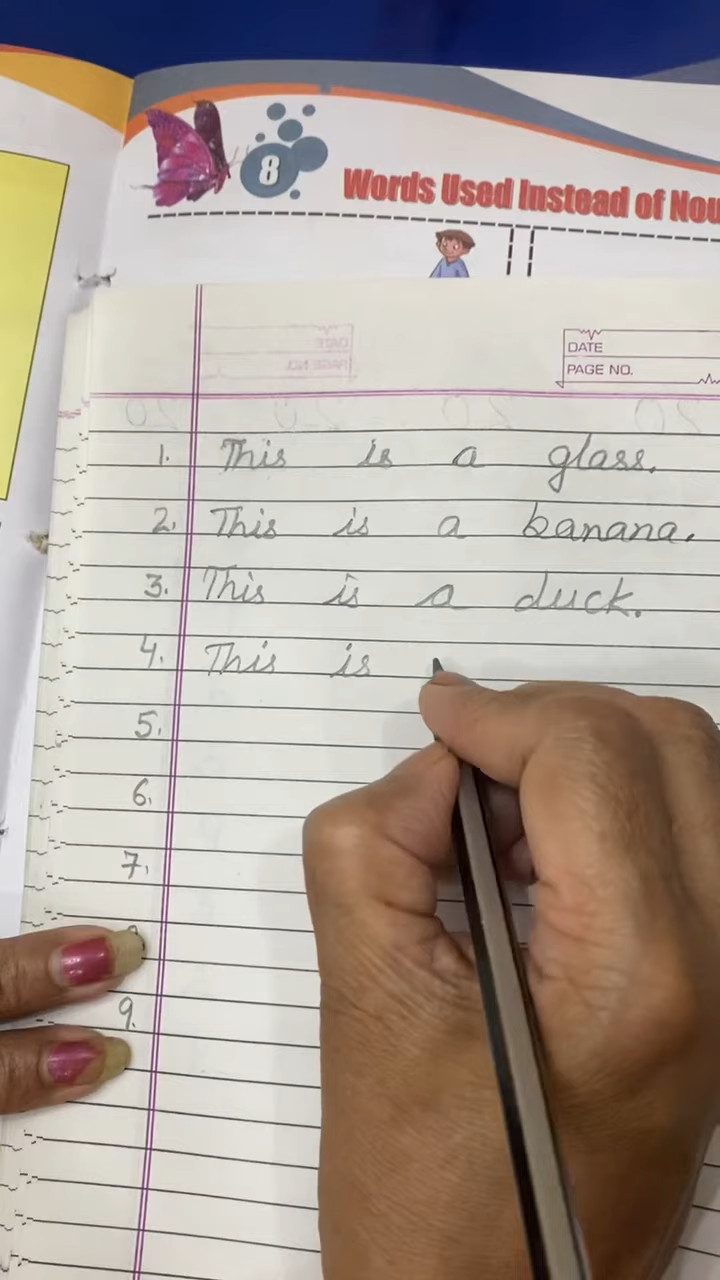 8
Words Used Instead of Nou
DATE
PAGE NO.
1. This is a glass.
2. This is a banana.
3. This is a duck.
4. This is
5.
6.
7.
9.